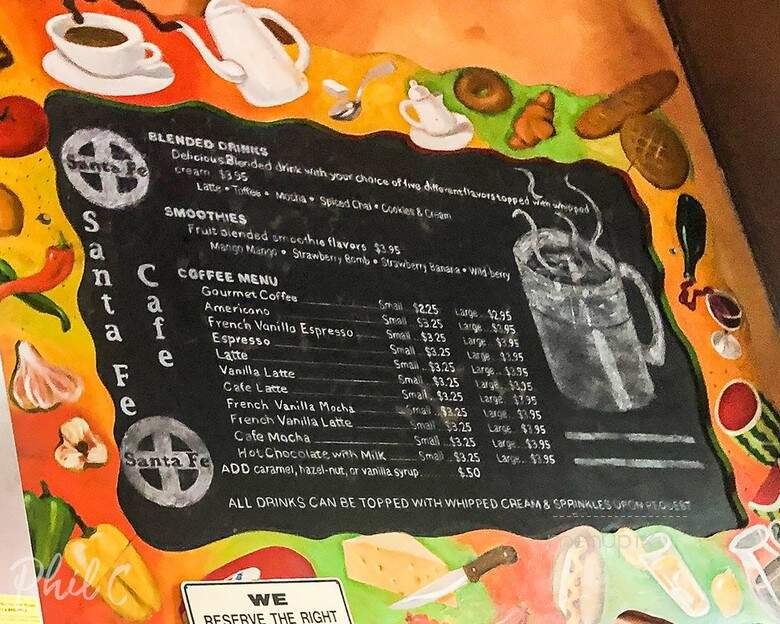 Santa Fe
Santa Fe
Cafe
BLENDED DRINKS
Delicious Blended drink with your choice of five different flavors topped with whipped
cream $3.95
Latte • Toffee • Mocha • Spiced Chai • Cookies & Cream
SMOOTHIES
Fruit blended smoothie flavors $3.95
Mango Mango • Strawberry Bomb • Strawberry Banana • Wild berry
COFFEE MENU
Gourmet Coffee Small $2.25 Large $2.95
Americano Small $3.25 Large $3.95
French Vanilla Espresso Small $3.25 Large $3.95
Espresso Small $3.25 Large $3.95
Latte Small $3.25 Large $3.95
Vanilla Latte Small $3.25 Large $3.95
Cafe Latte Small $3.25 Large $3.95
French Vanilla Mocha Small $3.25 Large $3.95
French Vanilla Latte Small $3.25 Large $3.95
Cafe Mocha Small $3.25 Large $3.95
Hot Chocolate with Milk Small $3.25 Large $3.95
ADD caramel, hazel-nut, or vanilla syrup $.50
Santa Fe
ALL DRINKS CAN BE TOPPED WITH WHIPPED CREAM & SPRINKLES UPON REQUEST
Phil C
WE
RESERVE THE RIGHT